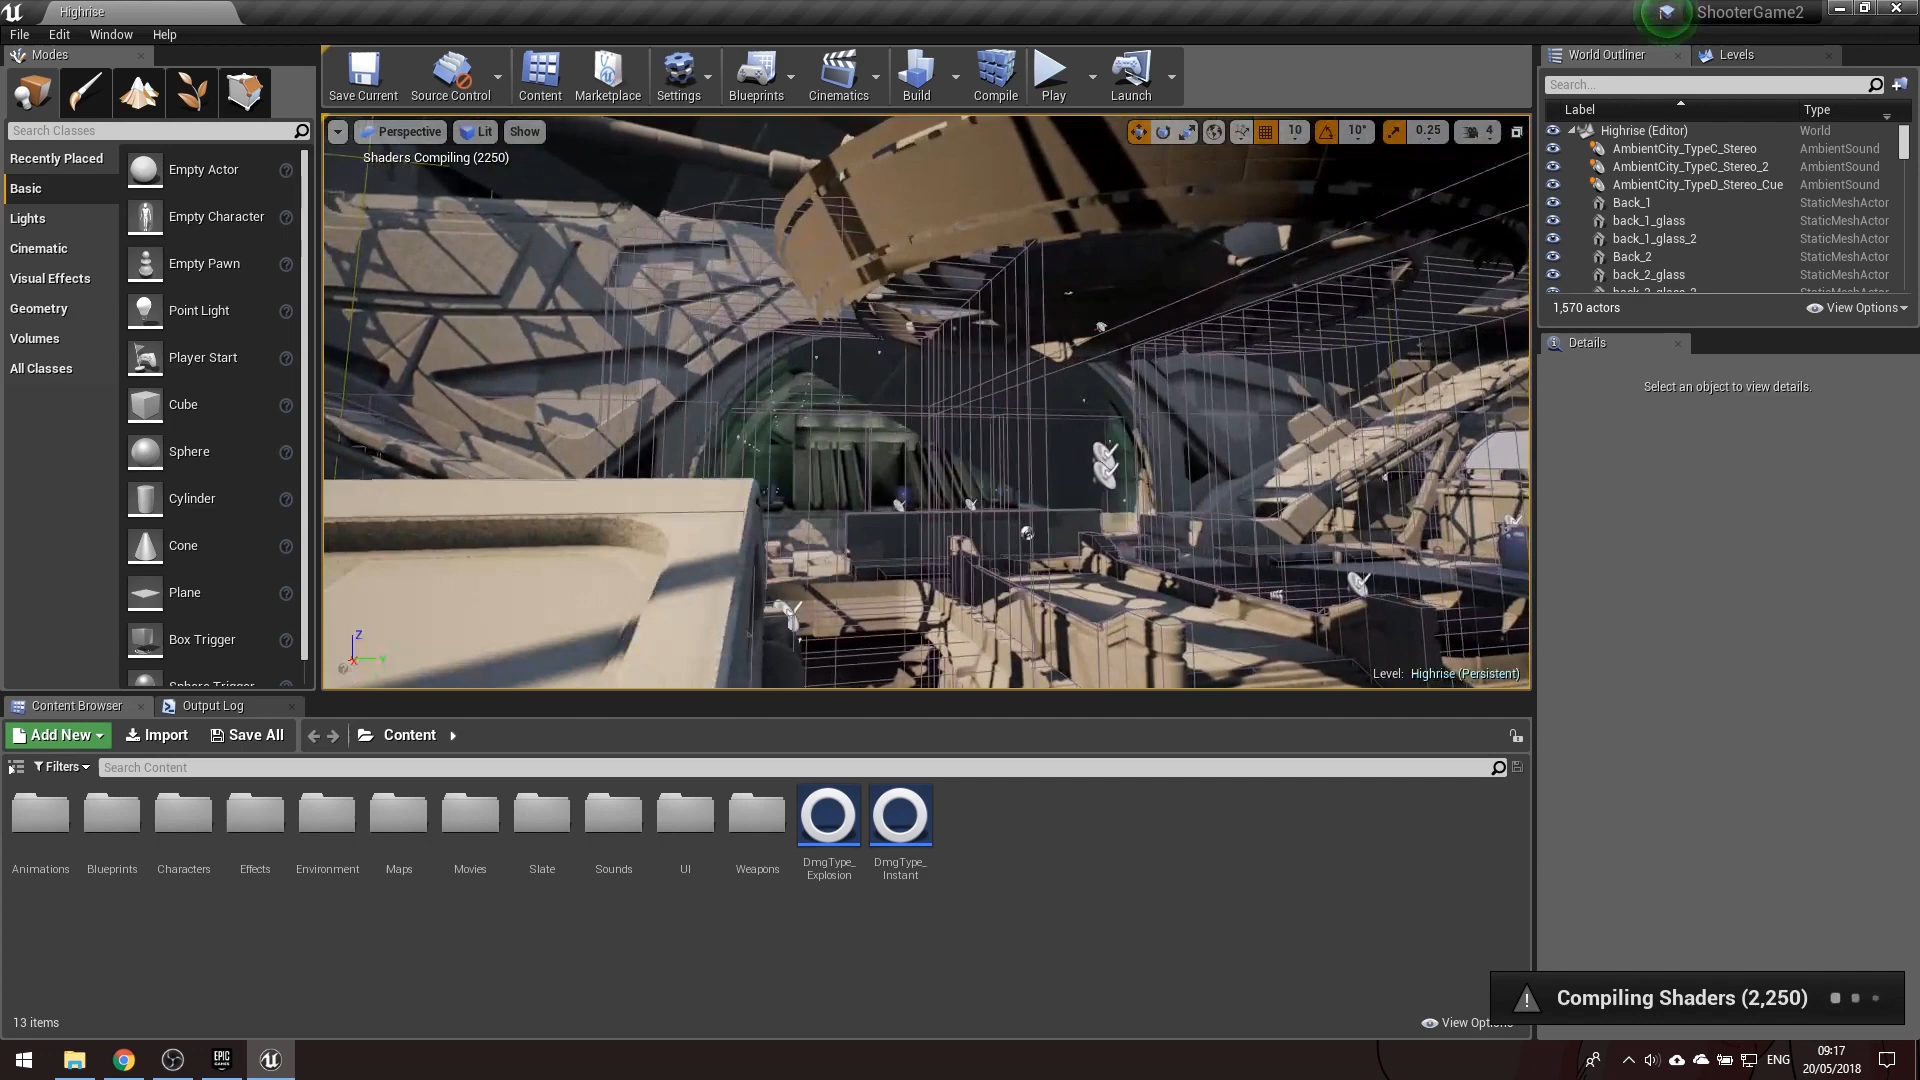 Highrise
ShooterGame2
File Edit Window Help
Modes
Search Classes
Recently Placed
Basic
Lights
Cinematic
Visual Effects
Geometry
Volumes
All Classes
Empty Actor
Empty Character
Empty Pawn
Point Light
Player Start
Cube
Sphere
Cylinder
Cone
Plane
Box Trigger
Sphere Trigger
Save Current Source Control Content Marketplace Settings Blueprints Cinematics Build Compile Play Launch
Perspective Lit Show
10 10° 0.25 4
Shaders Compiling (2250)
Z
X Y
Level: Highrise (Persistent)
World Outliner Levels
Search...
Label Type
Highrise (Editor) World
AmbientCity_TypeC_Stereo AmbientSound
AmbientCity_TypeC_Stereo_2 AmbientSound
AmbientCity_TypeD_Stereo_Cue AmbientSound
Back_1 StaticMeshActor
back_1_glass StaticMeshActor
back_1_glass_2 StaticMeshActor
Back_2 StaticMeshActor
back_2_glass StaticMeshActor
back_2_glass_2 StaticMeshActor
1,570 actors View Options
Details
Select an object to view details.
Content Browser Output Log
Add New Import Save All Content
Filters Search Content
Animations Blueprints Characters Effects Environment Maps Movies Slate Sounds UI Weapons DmgType_
Explosion DmgType_
Instant
13 items View Options
Compiling Shaders (2,250)
EPIC
GAMES
ENG
09:17
20/05/2018